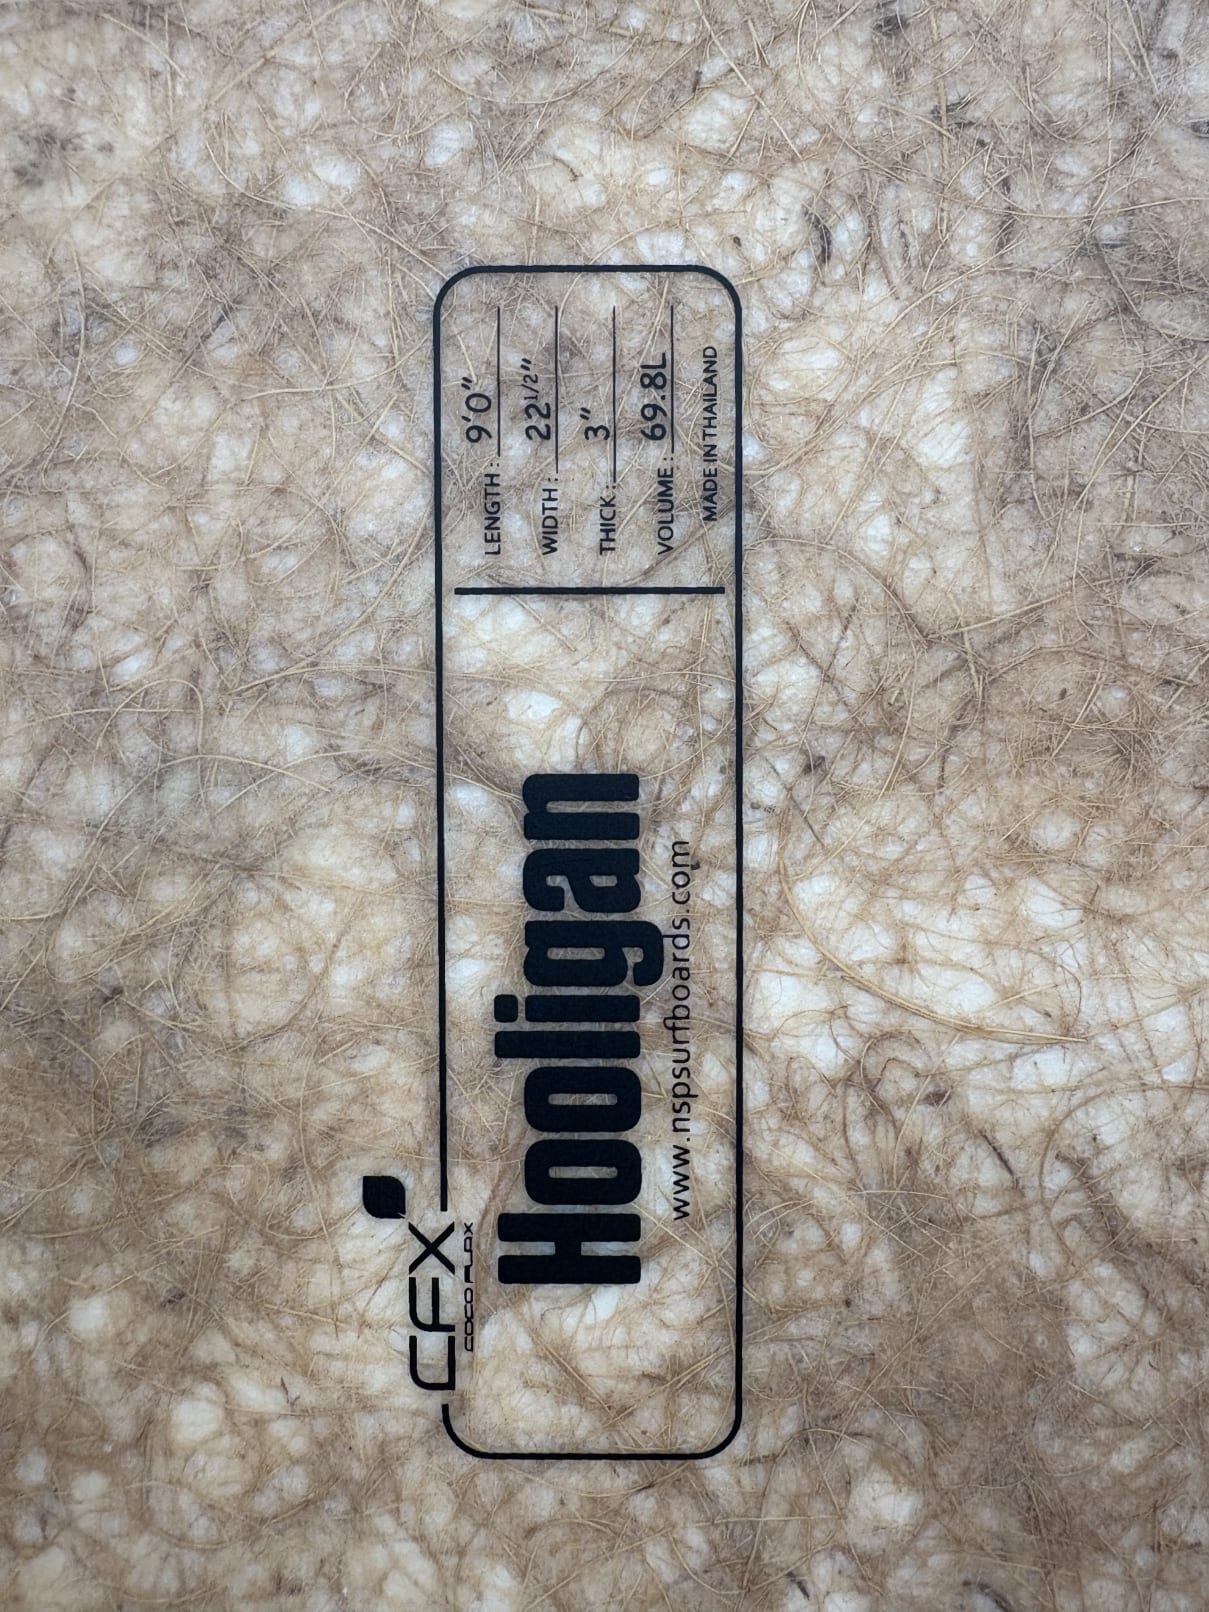 CFX
COCO FLAX
Hooligan
www.nspsurfboards.com
LENGTH : 9'0"
WIDTH : 22 1/2"
THICK : 3"
VOLUME : 69.8L
MADE IN THAILAND